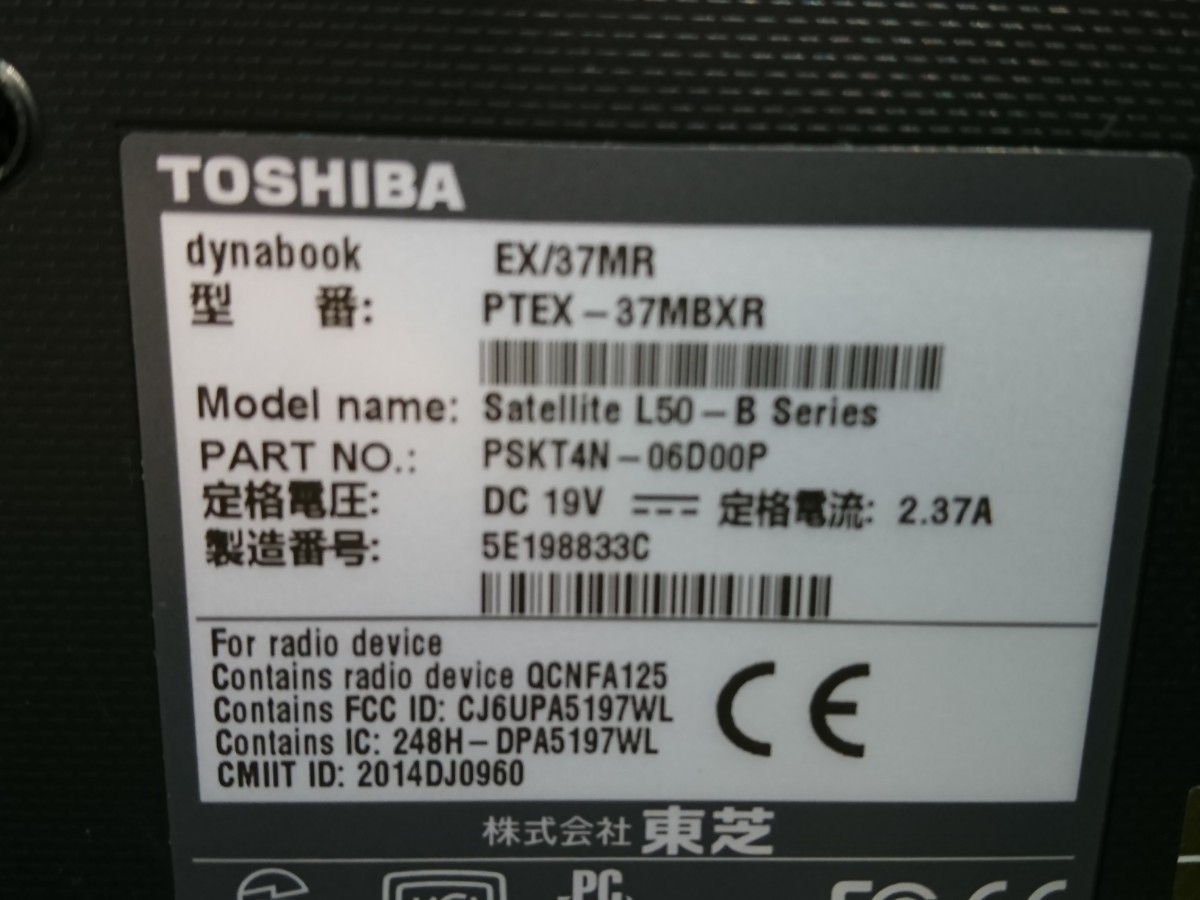 TOSHIBA
dynabook EX/37MR
型 番: PTEX-37MBXR
Model name: Satellite L50-B Series
PART NO.: PSKT4N-06D00P
定格電圧: DC 19V 定格電流: 2.37A
製造番号: 5E198833C
For radio device
Contains radio device QCNFA125
Contains FCC ID: CJ6UPA5197WL
Contains IC: 248H-DPA5197WL
CMIIT ID: 2014DJ0960
CE
株式会社 東芝
PC